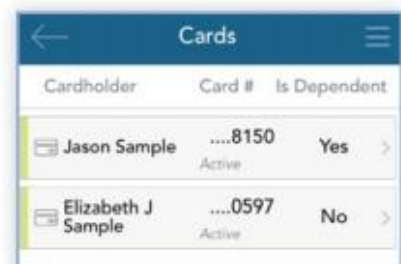 Cards
Cardholder Card # Is Dependent
Jason Sample ....8150 Yes
Active
Elizabeth J Sample ....0597 No
Active